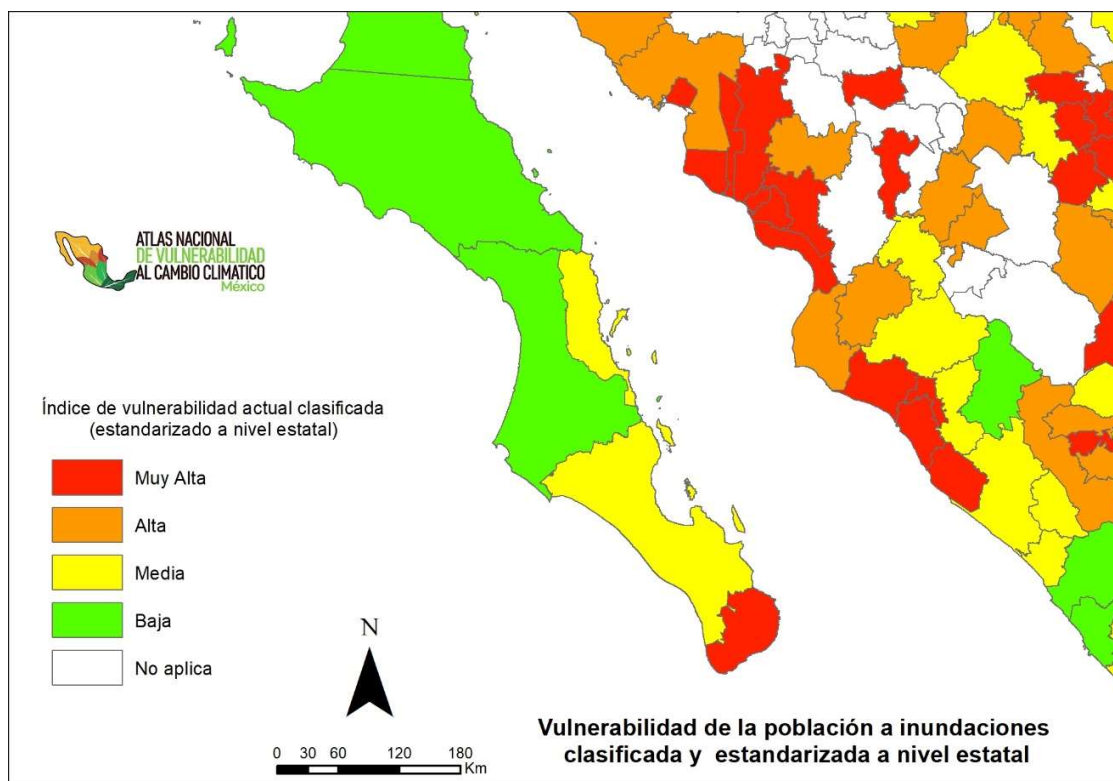 ATLAS NACIONAL
DE VULNERABILIDAD
AL CAMBIO CLIMATICO
México
Índice de vulnerabilidad actual clasificada
(estandarizado a nivel estatal)
Muy Alta
Alta
Media
Baja
No aplica
N
0 30 60 120 180
Km
Vulnerabilidad de la población a inundaciones
clasificada y estandarizada a nivel estatal